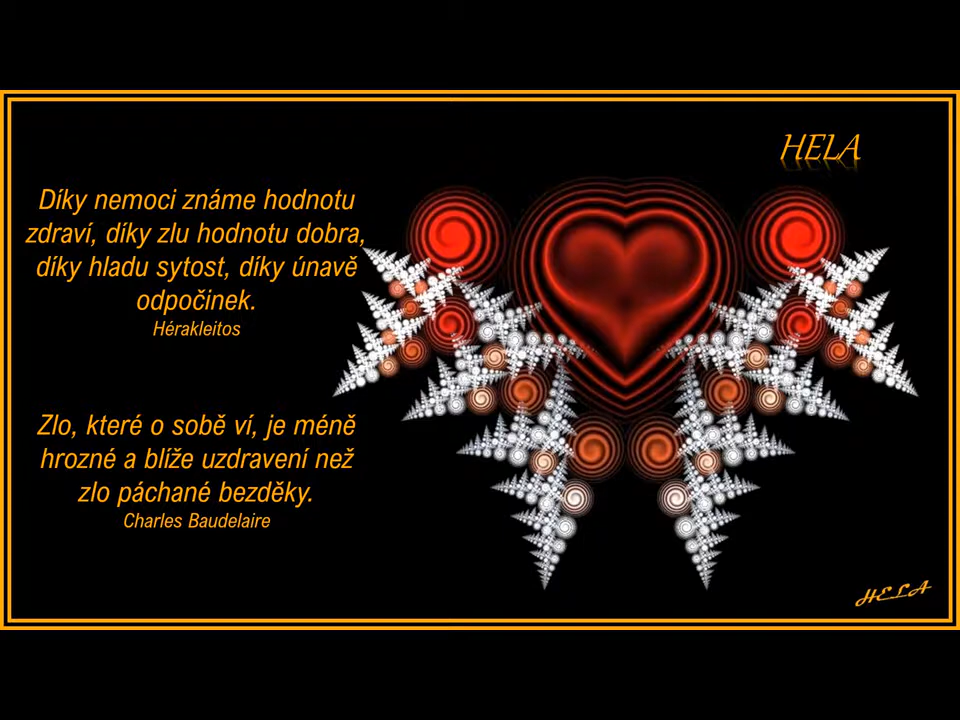 HELA
Díky nemoci známe hodnotu
zdraví, díky zlu hodnotu dobra,
díky hladu sytost, díky únavě
odpočinek.
Hérakleitos
Zlo, které o sobě ví, je méně
hrozné a blíže uzdravení než
zlo páchané bezděky.
Charles Baudelaire
HELA